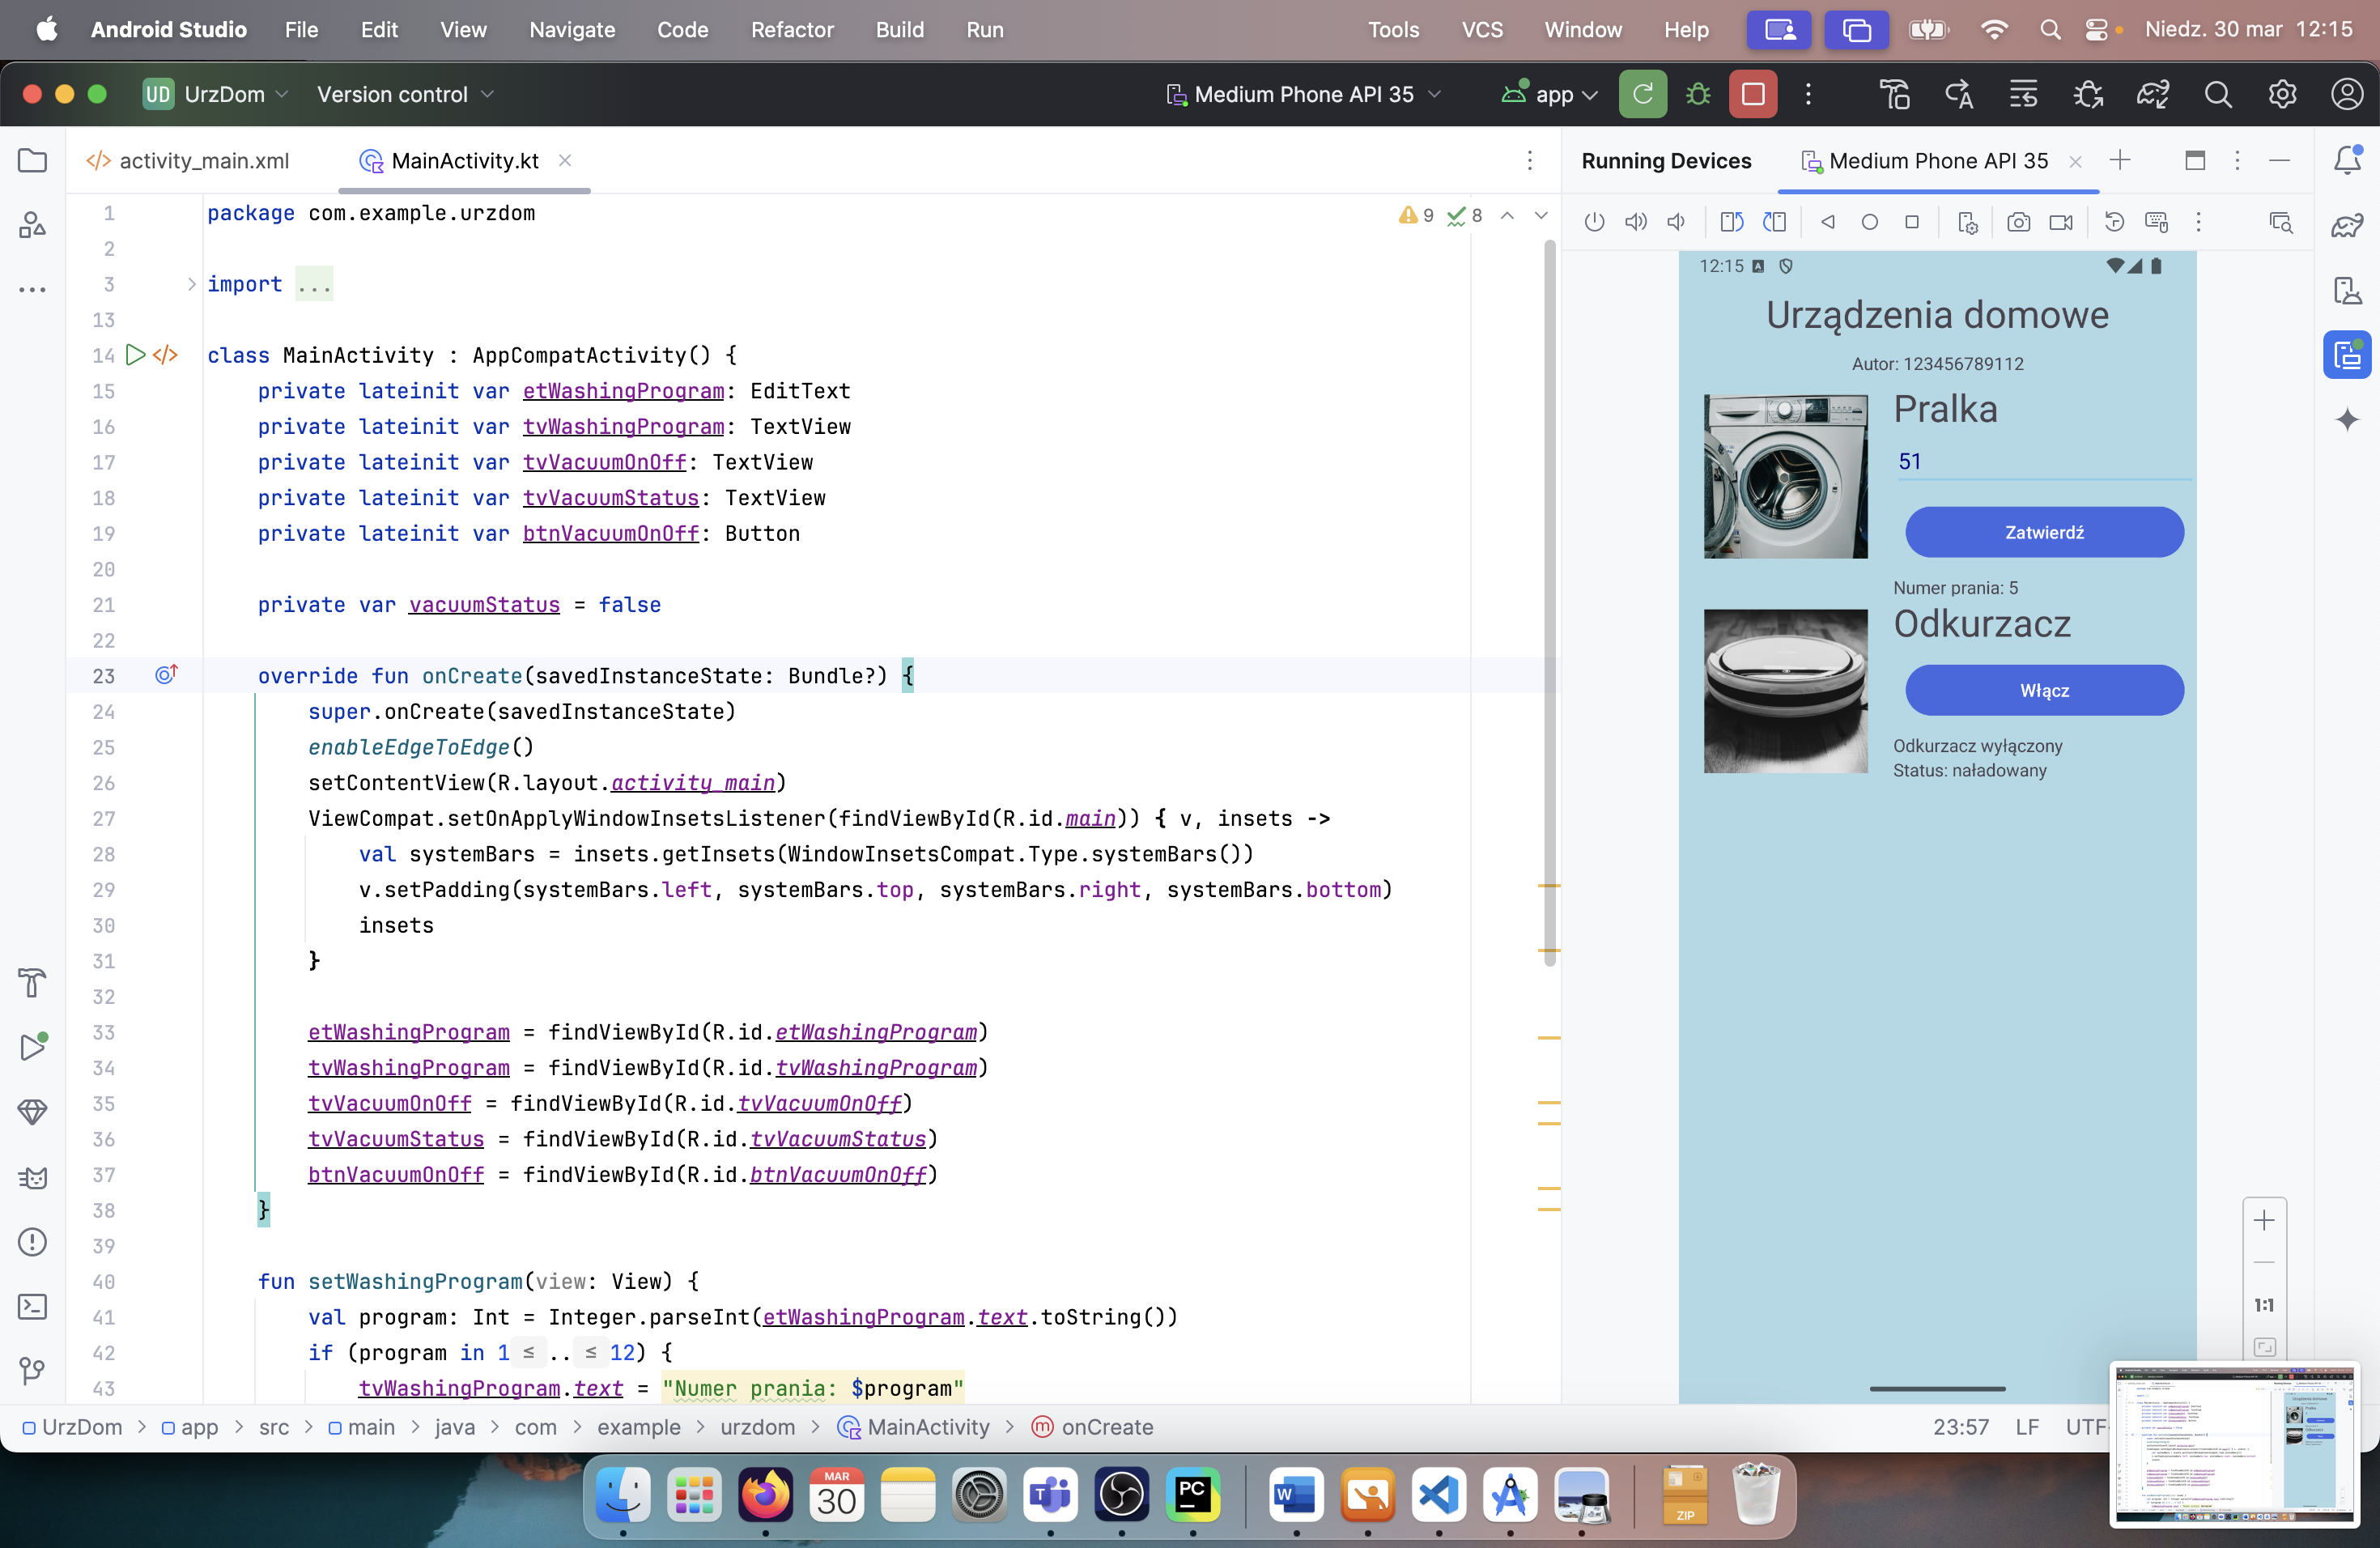 Android Studio File Edit View Navigate Code Refactor Build Run Tools VCS Window Help Niedz. 30 mar 12:15
UD UrzDom Version control Medium Phone API 35 app
activity_main.xml MainActivity.kt Running Devices Medium Phone API 35
1 package com.example.urzdom
9 8
2
3 import ...
13
14 class MainActivity : AppCompatActivity() {
15 private lateinit var etWashingProgram: EditText
16 private lateinit var tvWashingProgram: TextView
17 private lateinit var tvVacuumOnOff: TextView
18 private lateinit var tvVacuumStatus: TextView
19 private lateinit var btnVacuumOnOff: Button
20
21 private var vacuumStatus = false
22
23 override fun onCreate(savedInstanceState: Bundle?) {
24 super.onCreate(savedInstanceState)
25 enableEdgeToEdge()
26 setContentView(R.layout.activity_main)
27 ViewCompat.setOnApplyWindowInsetsListener(findViewById(R.id.main)) { v, insets ->
28 val systemBars = insets.getInsets(WindowInsetsCompat.Type.systemBars())
29 v.setPadding(systemBars.left, systemBars.top, systemBars.right, systemBars.bottom)
30 insets
31 }
32
33 etWashingProgram = findViewById(R.id.etWashingProgram)
34 tvWashingProgram = findViewById(R.id.tvWashingProgram)
35 tvVacuumOnOff = findViewById(R.id.tvVacuumOnOff)
36 tvVacuumStatus = findViewById(R.id.tvVacuumStatus)
37 btnVacuumOnOff = findViewById(R.id.btnVacuumOnOff)
38 }
39
40 fun setWashingProgram(view: View) {
41 val program: Int = Integer.parseInt(etWashingProgram.text.toString())
42 if (program in 1 ≤ .. ≤ 12) {
43 tvWashingProgram.text = "Numer prania: $program"
12:15
Urządzenia domowe
Autor: 123456789112
Pralka
51
Zatwierdź
Numer prania: 5
Odkurzacz
Włącz
Odkurzacz wyłączony
Status: naładowany
1:1
UrzDom > app > src > main > java > com > example > urzdom > MainActivity > onCreate 23:57 LF UTF-
MAR
30
T
PC
W
ZIP